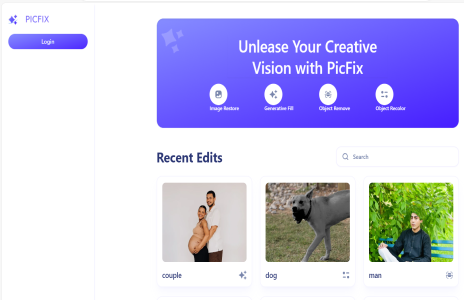 PICFIX
Login
Unlease Your Creative
Vision with PicFix
Image Restore
Generative Fill
Object Remove
Object Recolor
Recent Edits
Search
couple
dog
man